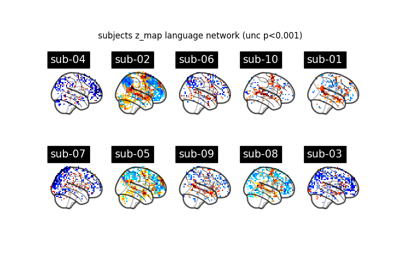 subjects z_map language network (unc p<0.001)
sub-04 sub-02 sub-06 sub-10 sub-01
sub-07 sub-05 sub-09 sub-08 sub-03